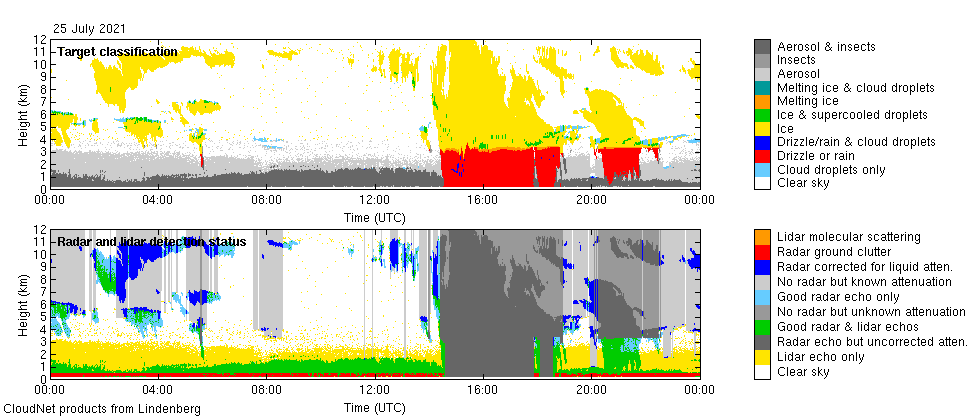 25 July 2021
Target classification
12
11
10
9
8
7
6
5
4
3
2
1
0
Height (km)
00:00 04:00 08:00 12:00 16:00 20:00 00:00
Time (UTC)
Aerosol & insects
Insects
Aerosol
Melting ice & cloud droplets
Melting ice
Ice & supercooled droplets
Ice
Drizzle/rain & cloud droplets
Drizzle or rain
Cloud droplets only
Clear sky
Radar and lidar detection status
12
11
10
9
8
7
6
5
4
3
2
1
0
Height (km)
00:00 04:00 08:00 12:00 16:00 20:00 00:00
Time (UTC)
Lidar molecular scattering
Radar ground clutter
Radar corrected for liquid atten.
No radar but known attenuation
Good radar echo only
No radar but unknown attenuation
Good radar & lidar echos
Radar echo but uncorrected atten.
Lidar echo only
Clear sky
CloudNet products from Lindenberg